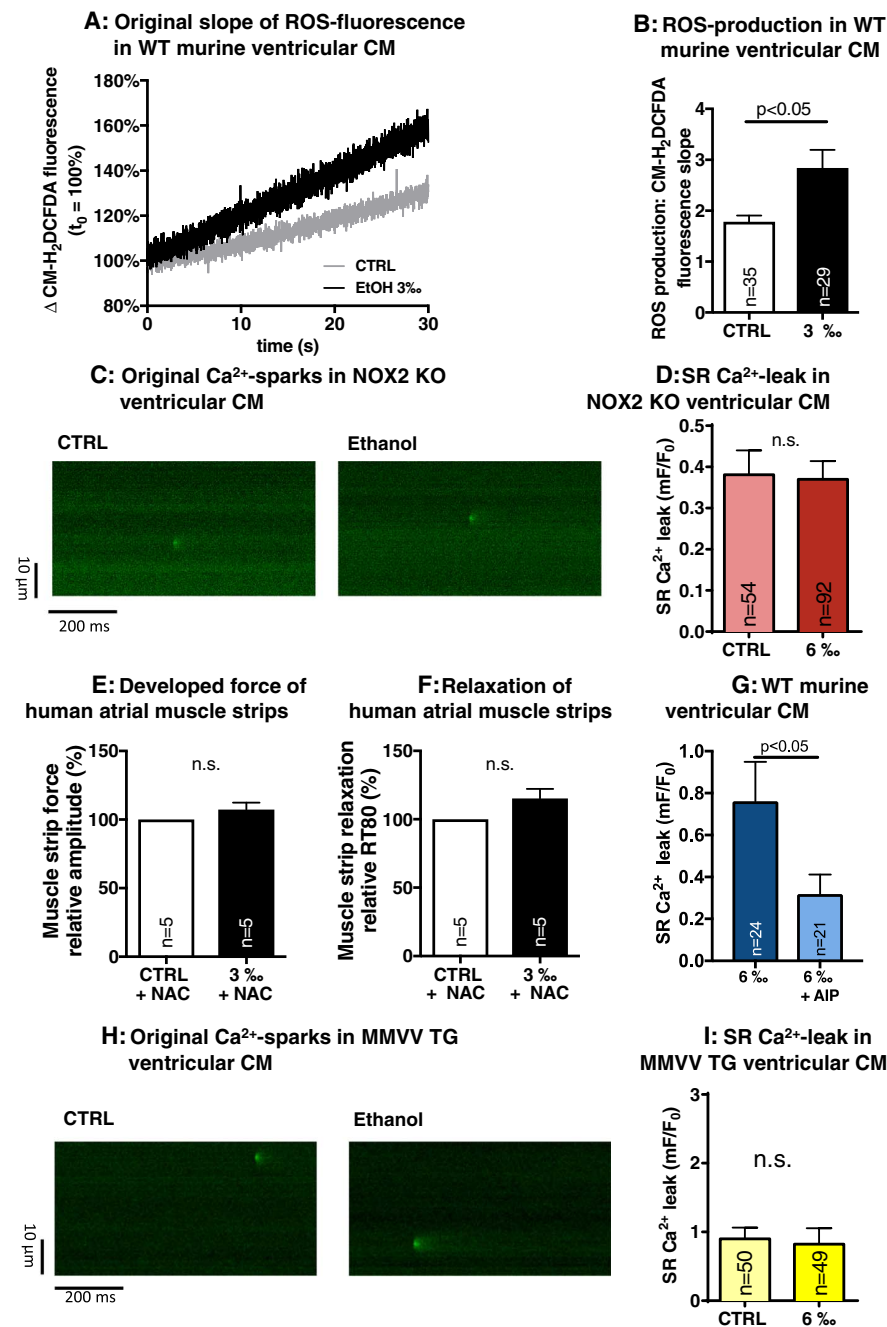 A: Original slope of ROS-fluorescence
in WT murine ventricular CM
Δ CM-H₂DCFDA fluorescence
(t₀ = 100%)
180%
160%
140%
120%
100%
80%
0
10
20
30
time (s)
CTRL
EtOH 3‰
B: ROS-production in WT
murine ventricular CM
ROS production: CM-H₂DCFDA
fluorescence slope
4
3
2
1
0
p<0.05
n=35
n=29
CTRL
3 ‰
C: Original Ca²⁺-sparks in NOX2 KO
ventricular CM
CTRL
Ethanol
10 µm
200 ms
D: SR Ca²⁺-leak in
NOX2 KO ventricular CM
SR Ca²⁺ leak (mF/F₀)
0.5
0.4
0.3
0.2
0.1
0.0
n.s.
n=54
n=92
CTRL
6 ‰
E: Developed force of
human atrial muscle strips
Muscle strip force
relative amplitude (%)
150
100
50
0
n.s.
n=5
n=5
CTRL
+ NAC
3 ‰
+ NAC
F: Relaxation of
human atrial muscle strips
Muscle strip relaxation
relative RT80 (%)
150
100
50
0
n.s.
n=5
n=5
CTRL
+ NAC
3 ‰
+ NAC
G: WT murine
ventricular CM
SR Ca²⁺ leak (mF/F₀)
1.0
0.8
0.6
0.4
0.2
0.0
p<0.05
n=24
n=21
6 ‰
6 ‰
+ AIP
H: Original Ca²⁺-sparks in MMVV TG
ventricular CM
CTRL
Ethanol
10 µm
200 ms
I: SR Ca²⁺-leak in
MMVV TG ventricular CM
SR Ca²⁺ leak (mF/F₀)
3
2
1
0
n.s.
n=50
n=49
CTRL
6 ‰